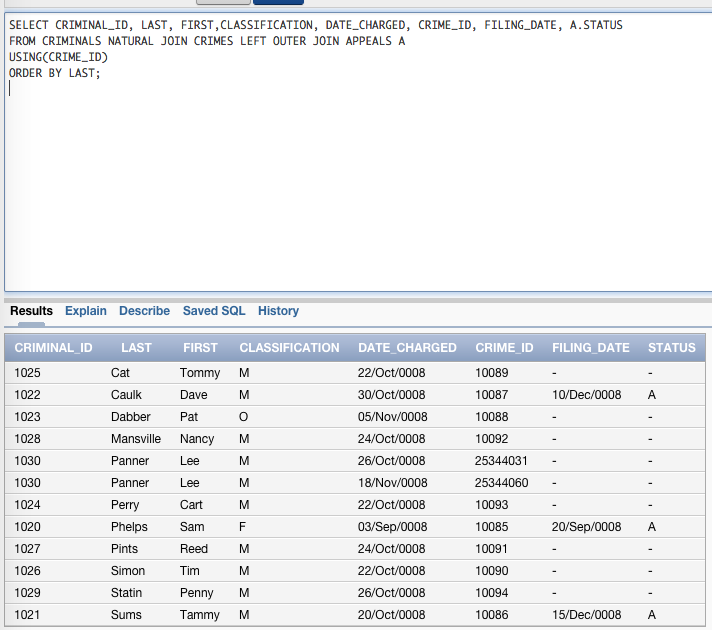 SELECT CRIMINAL_ID, LAST, FIRST,CLASSIFICATION, DATE_CHARGED, CRIME_ID, FILING_DATE, A.STATUS
FROM CRIMINALS NATURAL JOIN CRIMES LEFT OUTER JOIN APPEALS A
USING(CRIME_ID)
ORDER BY LAST;
Results Explain Describe Saved SQL History
CRIMINAL_ID LAST FIRST CLASSIFICATION DATE_CHARGED CRIME_ID FILING_DATE STATUS
1025 Cat Tommy M 22/Oct/0008 10089 - -
1022 Caulk Dave M 30/Oct/0008 10087 10/Dec/0008 A
1023 Dabber Pat O 05/Nov/0008 10088 - -
1028 Mansville Nancy M 24/Oct/0008 10092 - -
1030 Panner Lee M 26/Oct/0008 25344031 - -
1030 Panner Lee M 18/Nov/0008 25344060 - -
1024 Perry Cart M 22/Oct/0008 10093 - -
1020 Phelps Sam F 03/Sep/0008 10085 20/Sep/0008 A
1027 Pints Reed M 24/Oct/0008 10091 - -
1026 Simon Tim M 22/Oct/0008 10090 - -
1029 Statin Penny M 26/Oct/0008 10094 - -
1021 Sums Tammy M 20/Oct/0008 10086 15/Dec/0008 A